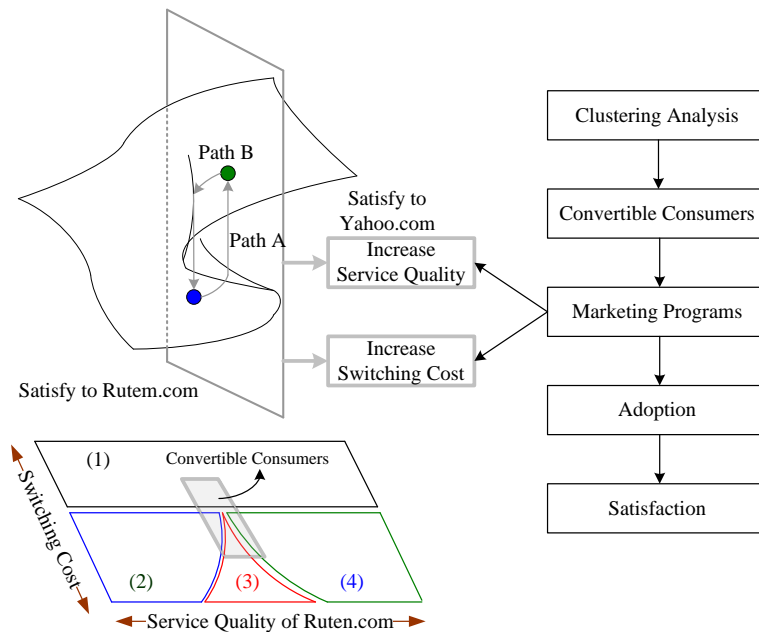 Path B
Path A
Satisfy to Rutem.com
Satisfy to
Yahoo.com
Increase
Service Quality
Increase
Switching Cost
Clustering Analysis
Convertible Consumers
Marketing Programs
Adoption
Satisfaction
(1)
Convertible Consumers
Switching Cost
(2)
(3)
(4)
Service Quality of Ruten.com